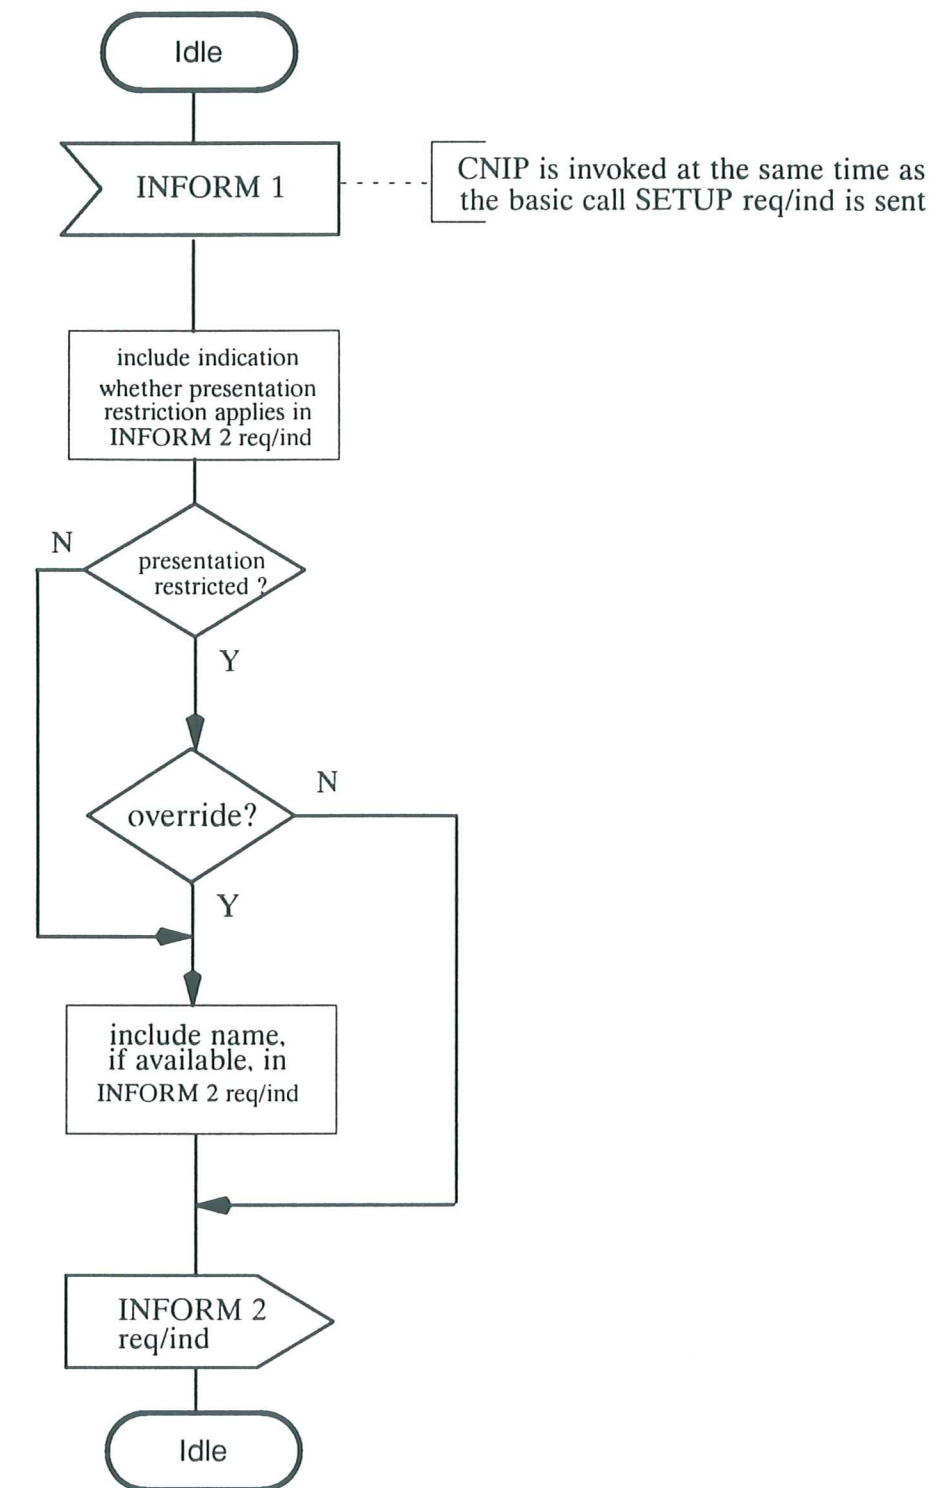 Idle
INFORM 1
CNIP is invoked at the same time as
the basic call SETUP req/ind is sent
include indication
whether presentation
restriction applies in
INFORM 2 req/ind
N
presentation
restricted ?
Y
N
override?
Y
include name,
if available, in
INFORM 2 req/ind
INFORM 2
req/ind
Idle